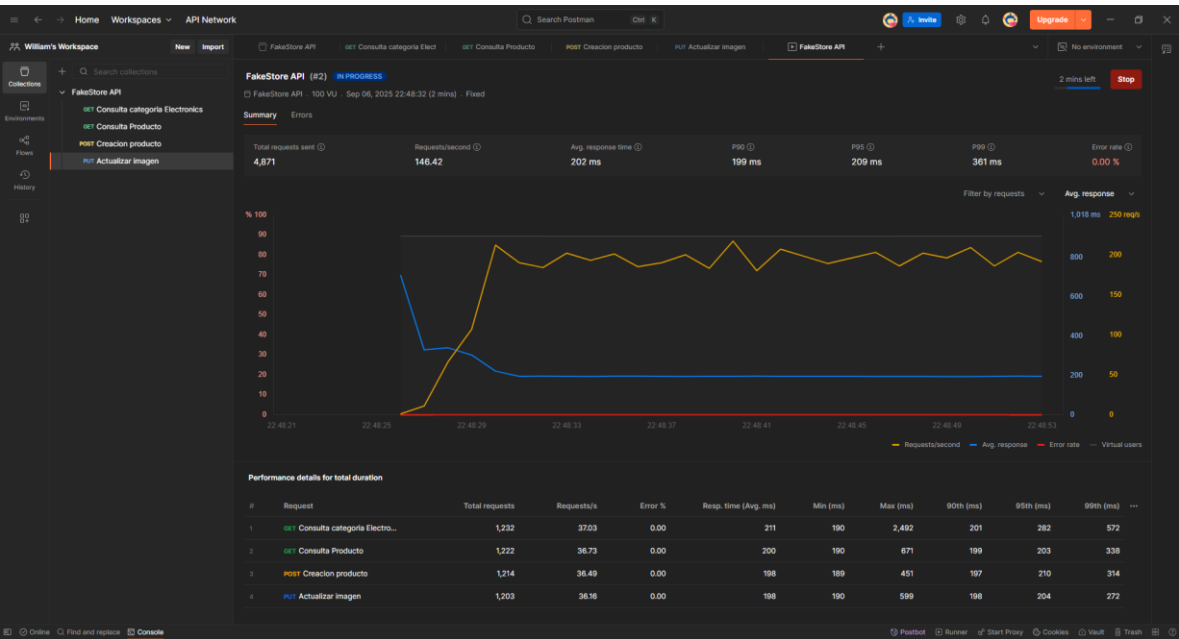 Home Workspaces API Network Search Postman Ctrl K Invite Upgrade
William's Workspace New Import FakeStore API GET Consulta categoria Elect GET Consulta Producto POST Creacion producto PUT Actualizar imagen FakeStore API No environment
Collections
Environments
Flows
History
Search collections
FakeStore API
GET Consulta categoria Electronics
GET Consulta Producto
POST Creacion producto
PUT Actualizar imagen
FakeStore API (#2) IN PROGRESS 2 mins left Stop
FakeStore API · 100 VU · Sep 06, 2025 22:48:32 (2 mins) · Fixed
Summary Errors
Total requests sent Requests/second Avg. response time P90 P95 P99 Error rate
4,871 146.42 202 ms 199 ms 209 ms 361 ms 0.00 %
Filter by requests Avg. response
% 100 1,018 ms 250 req/s
90
80 800 200
70
60 600 150
50
40 400 100
30
20 200 50
10
0 0 0
22:48:21 22:48:25 22:48:29 22:48:33 22:48:37 22:48:41 22:48:45 22:48:49 22:48:53
Requests/second Avg. response Error rate Virtual users
Performance details for total duration
# Request Total requests Requests/s Error % Resp. time (Avg. ms) Min (ms) Max (ms) 90th (ms) 95th (ms) 99th (ms)
1 GET Consulta categoria Electro... 1,232 37.03 0.00 211 190 2,492 201 282 572
2 GET Consulta Producto 1,222 36.73 0.00 200 190 671 199 203 338
3 POST Creacion producto 1,214 36.49 0.00 198 189 451 197 210 314
4 PUT Actualizar imagen 1,203 36.16 0.00 198 190 599 198 204 272
Online Find and replace Console Postbot Runner Start Proxy Cookies Vault Trash